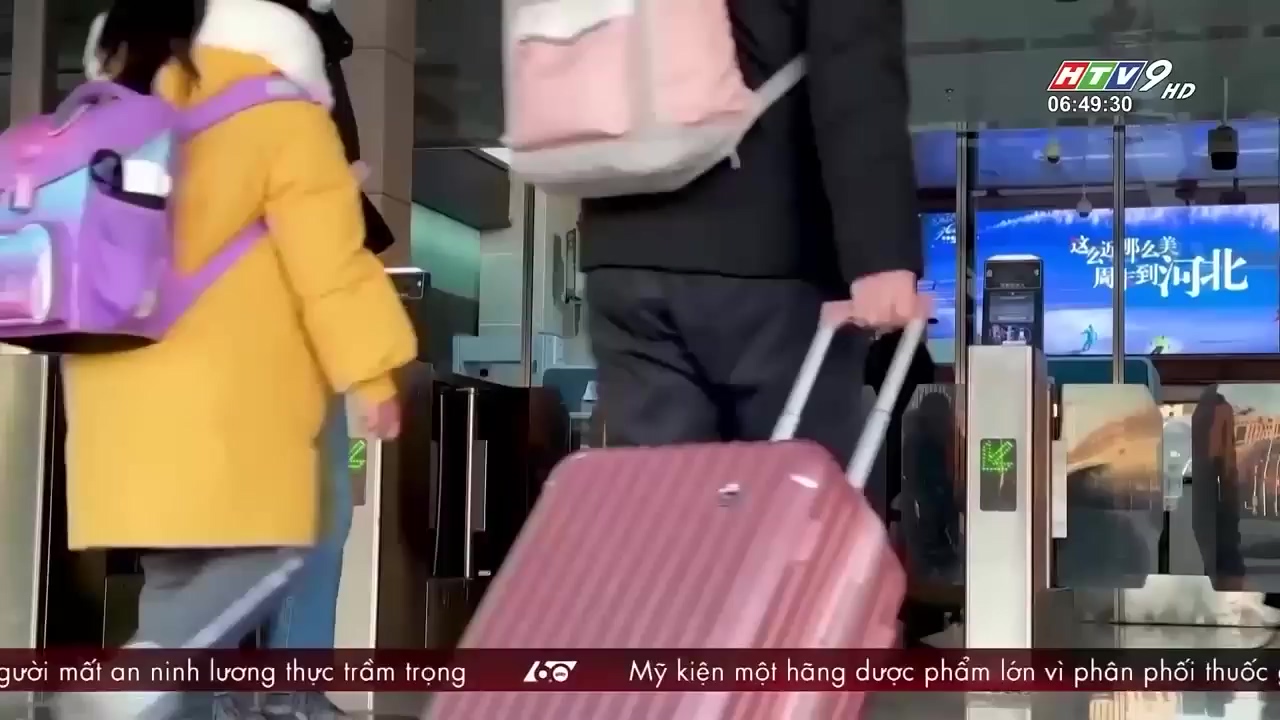 HTV9 HD
06:49:30
这么近那么美
周末到河北
gười mất an ninh lương thực trầm trọng
60
Mỹ kiện một hãng dược phẩm lớn vì phân phối thuốc